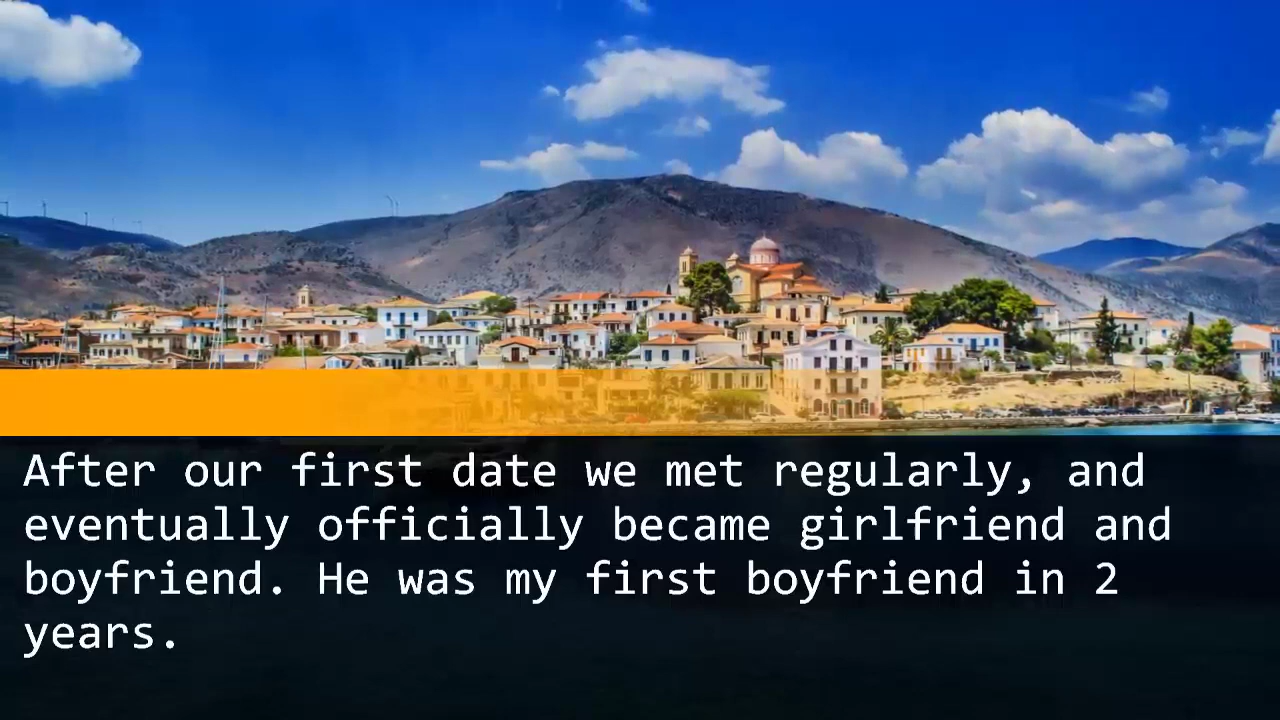 After our first date we met regularly, and
eventually officially became girlfriend and
boyfriend. He was my first boyfriend in 2
years.